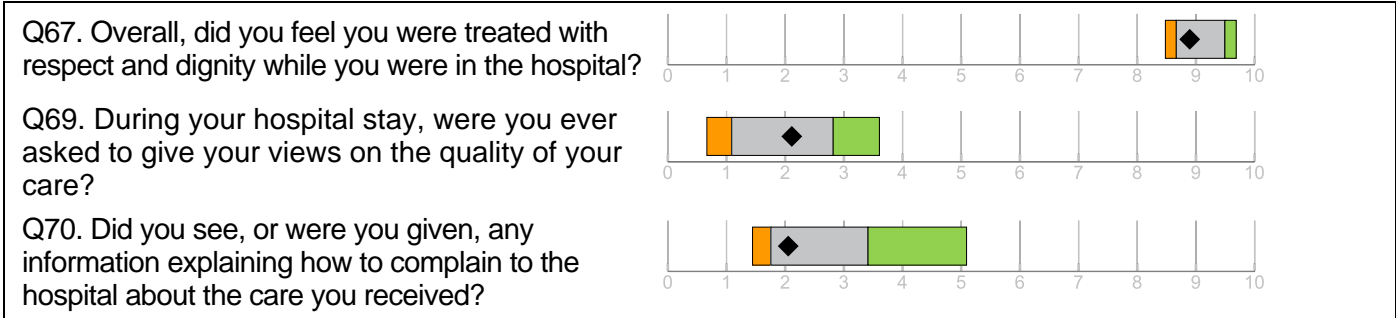 Q67. Overall, did you feel you were treated with
respect and dignity while you were in the hospital?
0 1 2 3 4 5 6 7 8 9 10
Q69. During your hospital stay, were you ever
asked to give your views on the quality of your
care?
0 1 2 3 4 5 6 7 8 9 10
Q70. Did you see, or were you given, any
information explaining how to complain to the
hospital about the care you received?
0 1 2 3 4 5 6 7 8 9 10